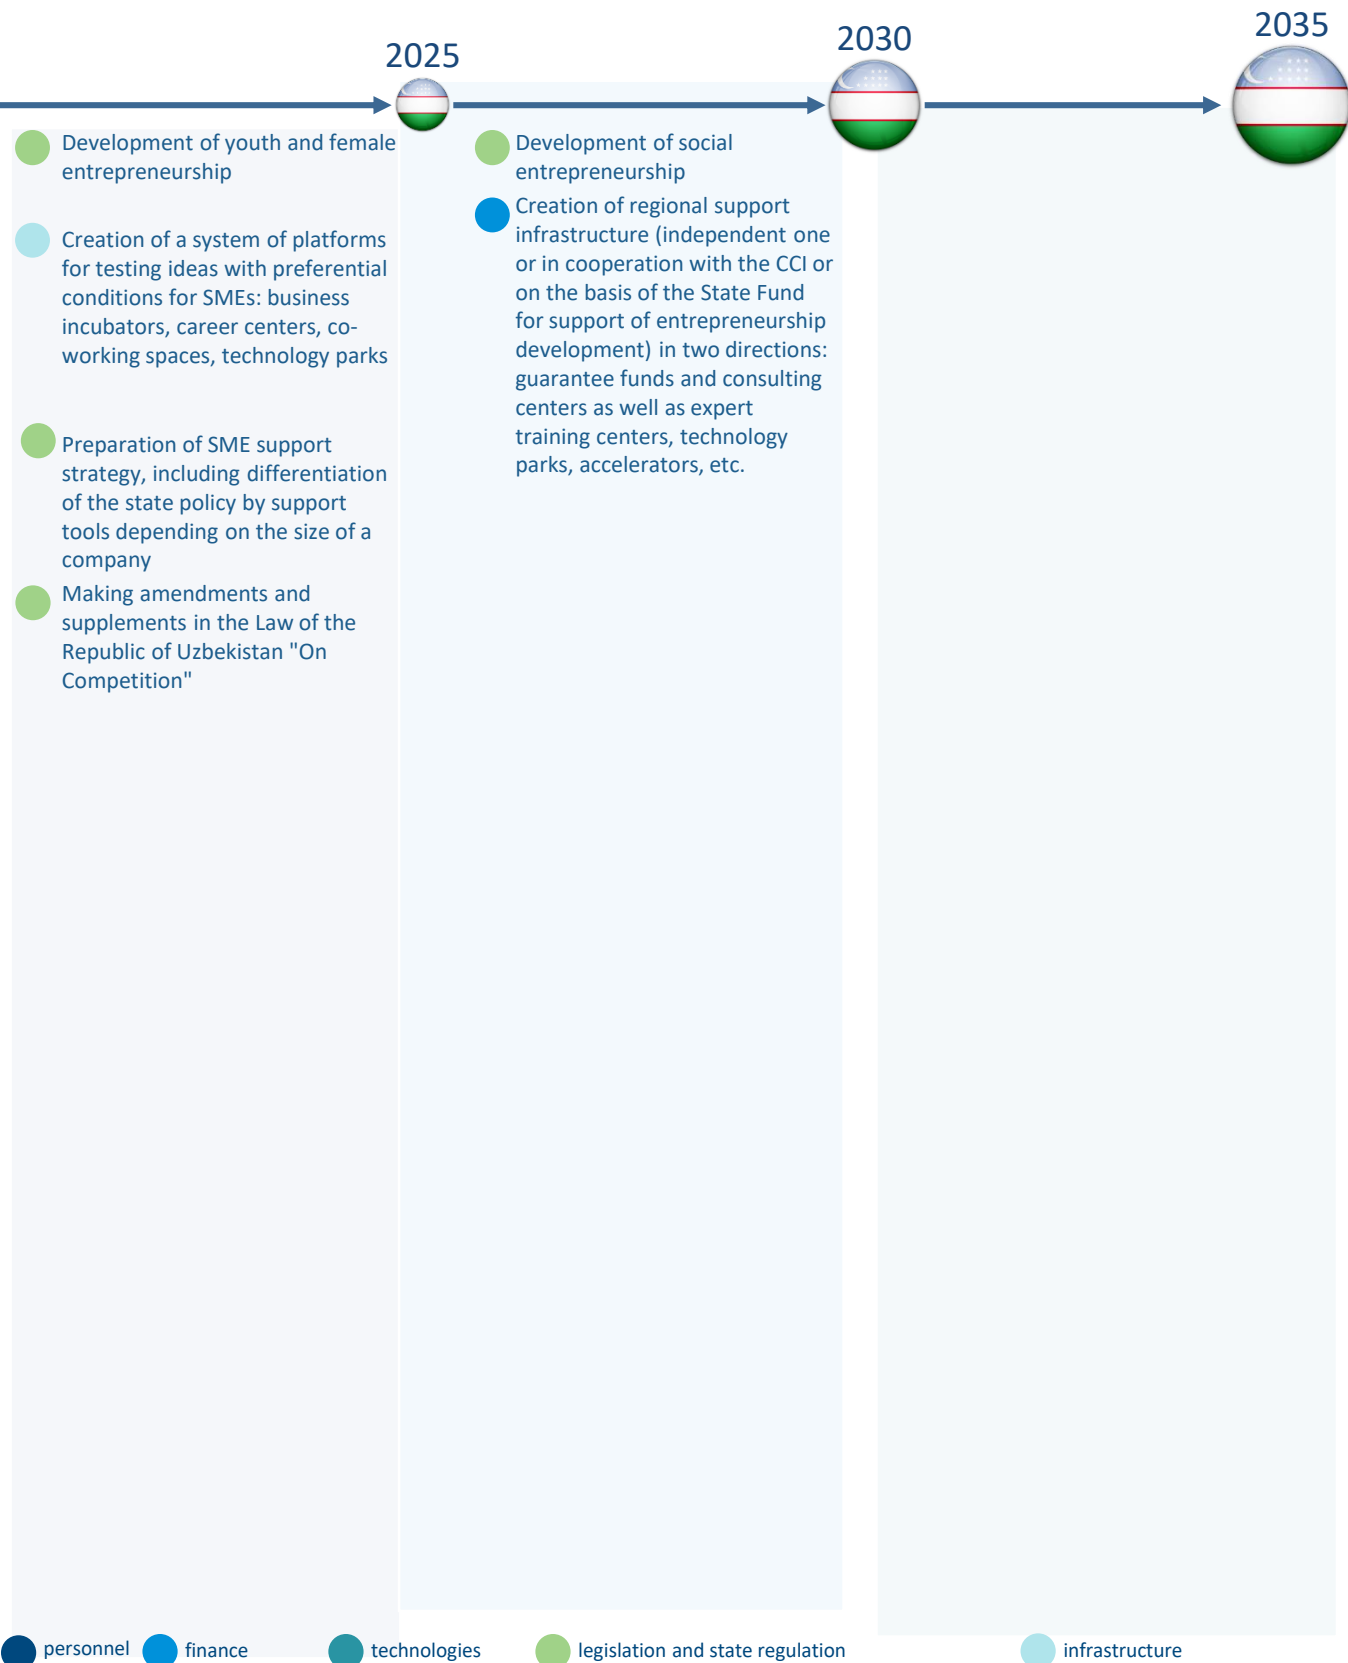 2025
2030
2035
Development of youth and female
entrepreneurship
Creation of a system of platforms
for testing ideas with preferential
conditions for SMEs: business
incubators, career centers, co-
working spaces, technology parks
Preparation of SME support
strategy, including differentiation
of the state policy by support
tools depending on the size of a
company
Making amendments and
supplements in the Law of the
Republic of Uzbekistan "On
Competition"
Development of social
entrepreneurship
Creation of regional support
infrastructure (independent one
or in cooperation with the CCI or
on the basis of the State Fund
for support of entrepreneurship
development) in two directions:
guarantee funds and consulting
centers as well as expert
training centers, technology
parks, accelerators, etc.
personnel
finance
technologies
legislation and state regulation
infrastructure